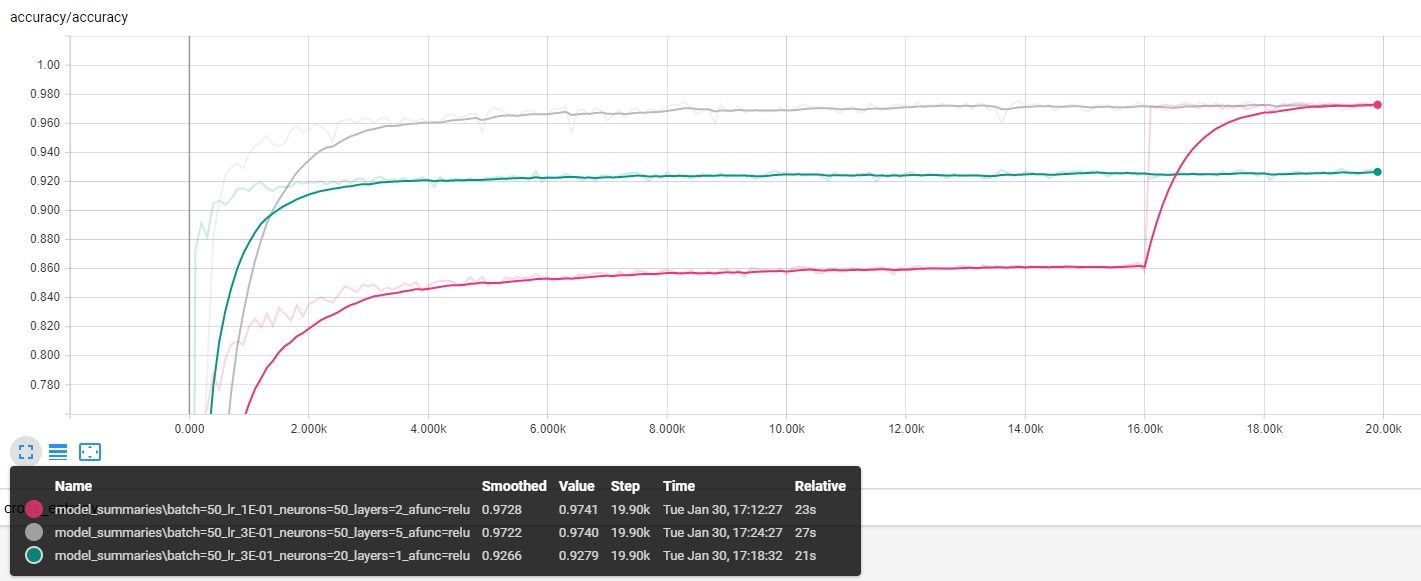 accuracy/accuracy
1.00
0.980
0.960
0.940
0.920
0.900
0.880
0.860
0.840
0.820
0.800
0.780
0.000 2.000k 4.000k 6.000k 8.000k 10.00k 12.00k 14.00k 16.00k 18.00k 20.00k
Name Smoothed Value Step Time Relative
model_summaries\batch=50_lr_1E-01_neurons=50_layers=2_afunc=relu 0.9728 0.9741 19.90k Tue Jan 30, 17:12:27 23s
model_summaries\batch=50_lr_3E-01_neurons=50_layers=5_afunc=relu 0.9722 0.9740 19.90k Tue Jan 30, 17:24:27 27s
model_summaries\batch=50_lr_3E-01_neurons=20_layers=1_afunc=relu 0.9266 0.9279 19.90k Tue Jan 30, 17:18:32 21s